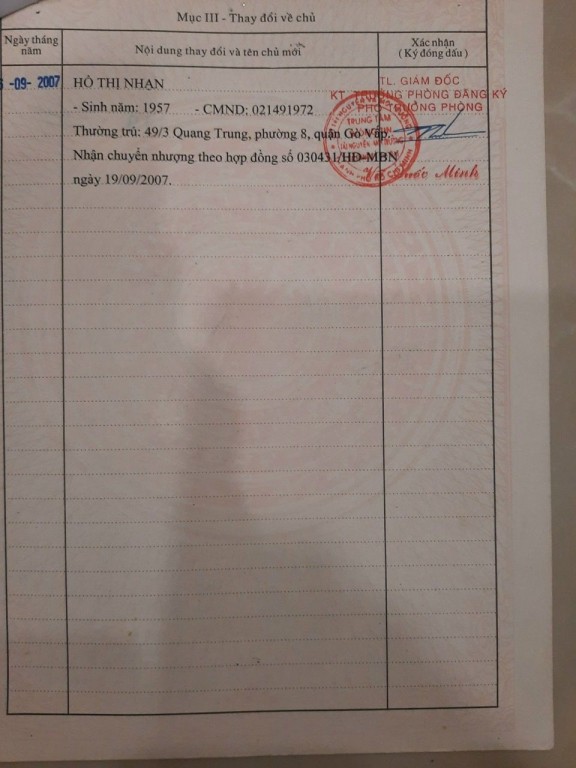 Mục III - Thay đổi về chủ
Ngày tháng năm
Nội dung thay đổi và tên chủ mới
Xác nhận
( Ký đóng dấu )
-09- 2007
HỒ THỊ NHẠN
- Sinh năm: 1957 - CMND: 021491972
Thường trú: 49/3 Quang Trung, phường 8, quận Gò Vấp.
Nhận chuyển nhượng theo hợp đồng số 030431/HĐ-MBN
ngày 19/09/2007.
TL. GIÁM ĐỐC
KT. TRƯỞNG PHÒNG ĐĂNG KÝ
PHÓ TRƯỞNG PHÒNG
TRUNG TÂM
Quốc Minh